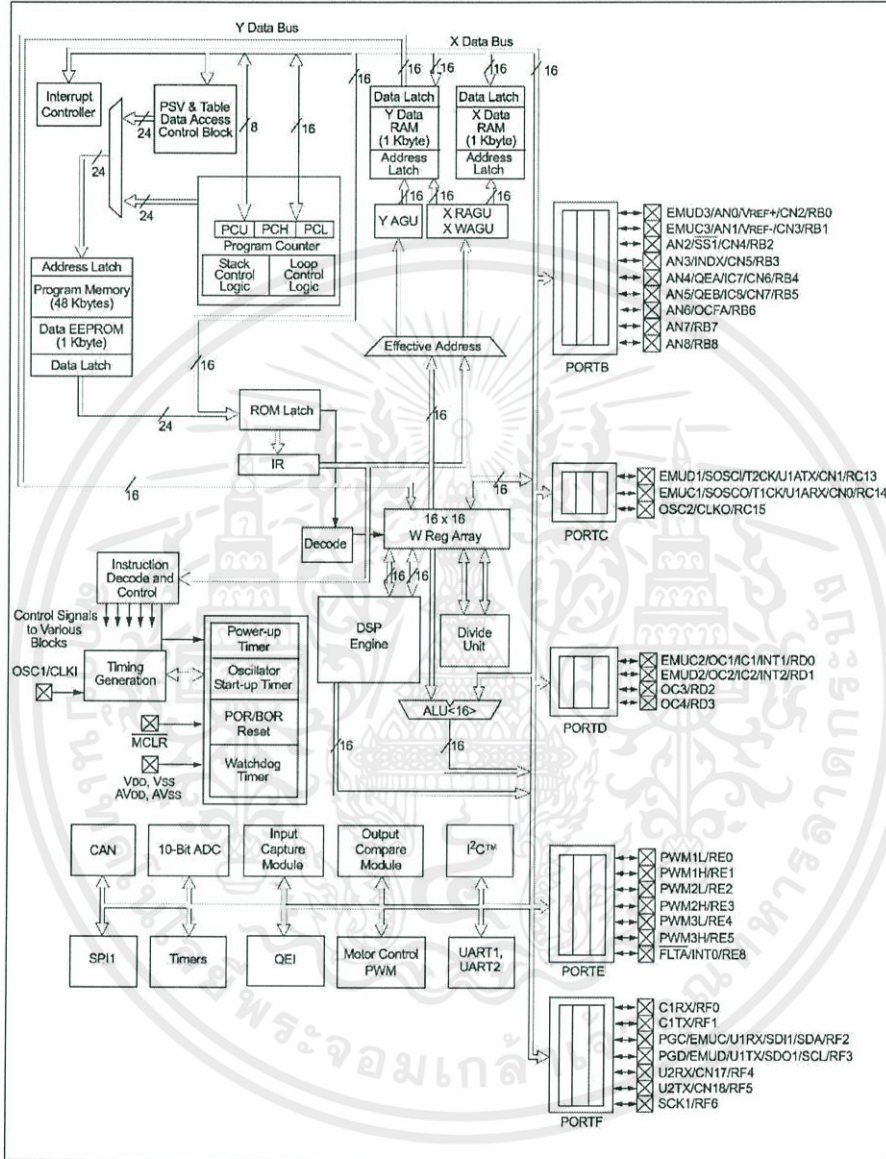 Y Data Bus
X Data Bus
16
16
16
16
16
Interrupt
Controller
PSV & Table
Data Access
Control Block
24
24
24
8
16
Data Latch
Y Data
RAM
(1 Kbyte)
Address
Latch
Data Latch
X Data
RAM
(1 Kbyte)
Address
Latch
16
16
16
Y AGU
X RAGU
X WAGU
PCU PCH PCL
Program Counter
Stack
Control
Logic
Loop
Control
Logic
Address Latch
Program Memory
(48 Kbytes)
Data EEPROM
(1 Kbyte)
Data Latch
Effective Address
16
24
ROM Latch
16
IR
16
16
16 x 16
W Reg Array
Decode
16
16
Instruction
Decode and
Control
Control Signals
to Various
Blocks
OSC1/CLKI
Timing
Generation
MCLR
VDD, VSS
AVDD, AVSS
Power-up
Timer
Oscillator
Start-up Timer
POR/BOR
Reset
Watchdog
Timer
DSP
Engine
Divide
Unit
ALU<16>
16
16
CAN
10-Bit ADC
Input
Capture
Module
Output
Compare
Module
I²C™
SPI1
Timers
QEI
Motor Control
PWM
UART1,
UART2
EMUD3/AN0/VREF+/CN2/RB0
EMUC3/AN1/VREF-/CN3/RB1
AN2/SS1/CN4/RB2
AN3/INDX/CN5/RB3
AN4/QEA/IC7/CN6/RB4
AN5/QEB/IC8/CN7/RB5
AN6/OCFA/RB6
AN7/RB7
AN8/RB8
PORTB
EMUD1/SOSCI/T2CK/U1ATX/CN1/RC13
EMUC1/SOSCO/T1CK/U1ARX/CN0/RC14
OSC2/CLKO/RC15
PORTC
EMUC2/OC1/IC1/INT1/RD0
EMUD2/OC2/IC2/INT2/RD1
OC3/RD2
OC4/RD3
PORTD
PWM1L/RE0
PWM1H/RE1
PWM2L/RE2
PWM2H/RE3
PWM3L/RE4
PWM3H/RE5
FLTA/INT0/RE8
PORTE
C1RX/RF0
C1TX/RF1
PGC/EMUC/U1RX/SDI1/SDA/RF2
PGD/EMUD/U1TX/SDO1/SCL/RF3
U2RX/CN17/RF4
U2TX/CN18/RF5
SCK1/RF6
PORTF